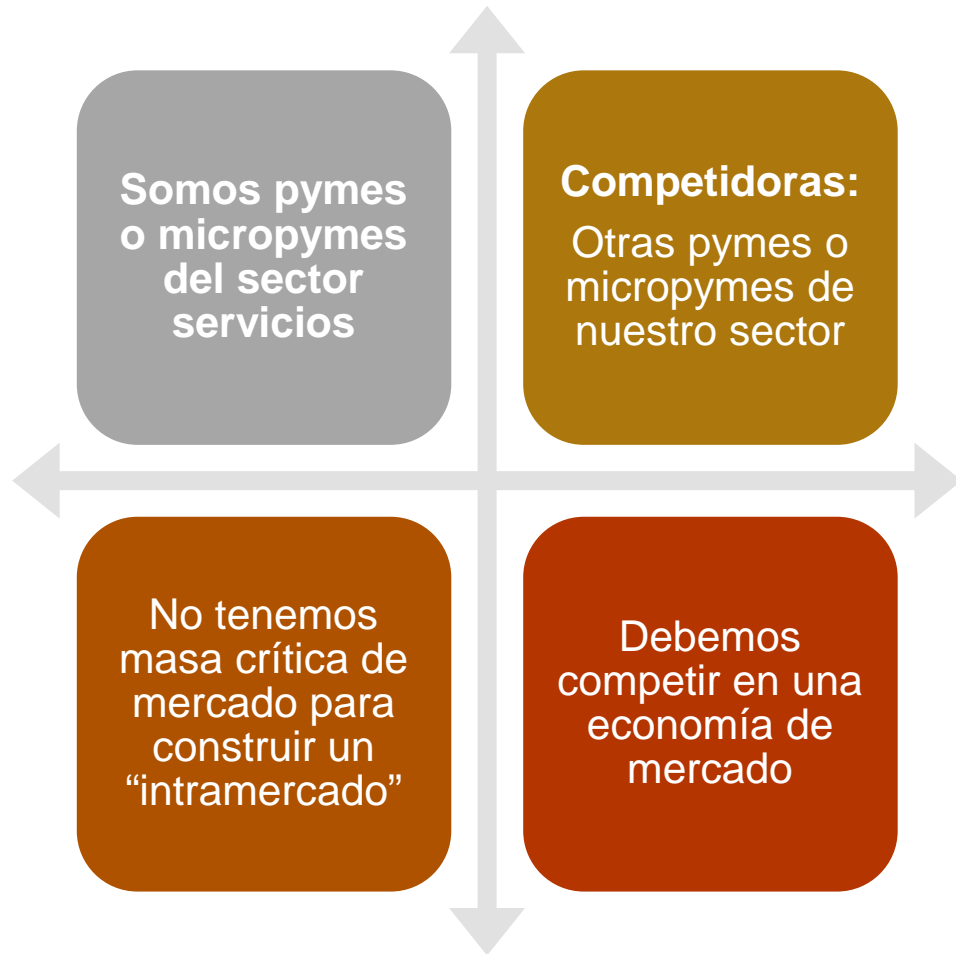 Somos pymes
o micropymes
del sector
servicios
Competidoras:
Otras pymes o
micropymes de
nuestro sector
No tenemos
masa crítica de
mercado para
construir un
“intramercado”
Debemos
competir en una
economía de
mercado